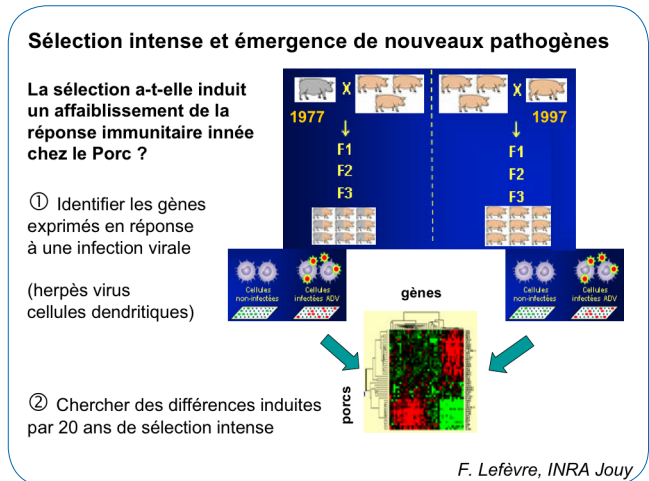 Sélection intense et émergence de nouveaux pathogènes
La sélection a-t-elle induit
un affaiblissement de la
réponse immunitaire innée
chez le Porc ?
① Identifier les gènes
exprimés en réponse
à une infection virale
(herpès virus
cellules dendritiques)
② Chercher des différences induites
par 20 ans de sélection intense
X
1977
F1
F2
F3
X
1997
F1
F2
F3
Cellules
non-infectées
Cellules
infectées ADV
Cellules
non-infectées
Cellules
infectées ADV
gènes
porcs
F. Lefèvre, INRA Jouy